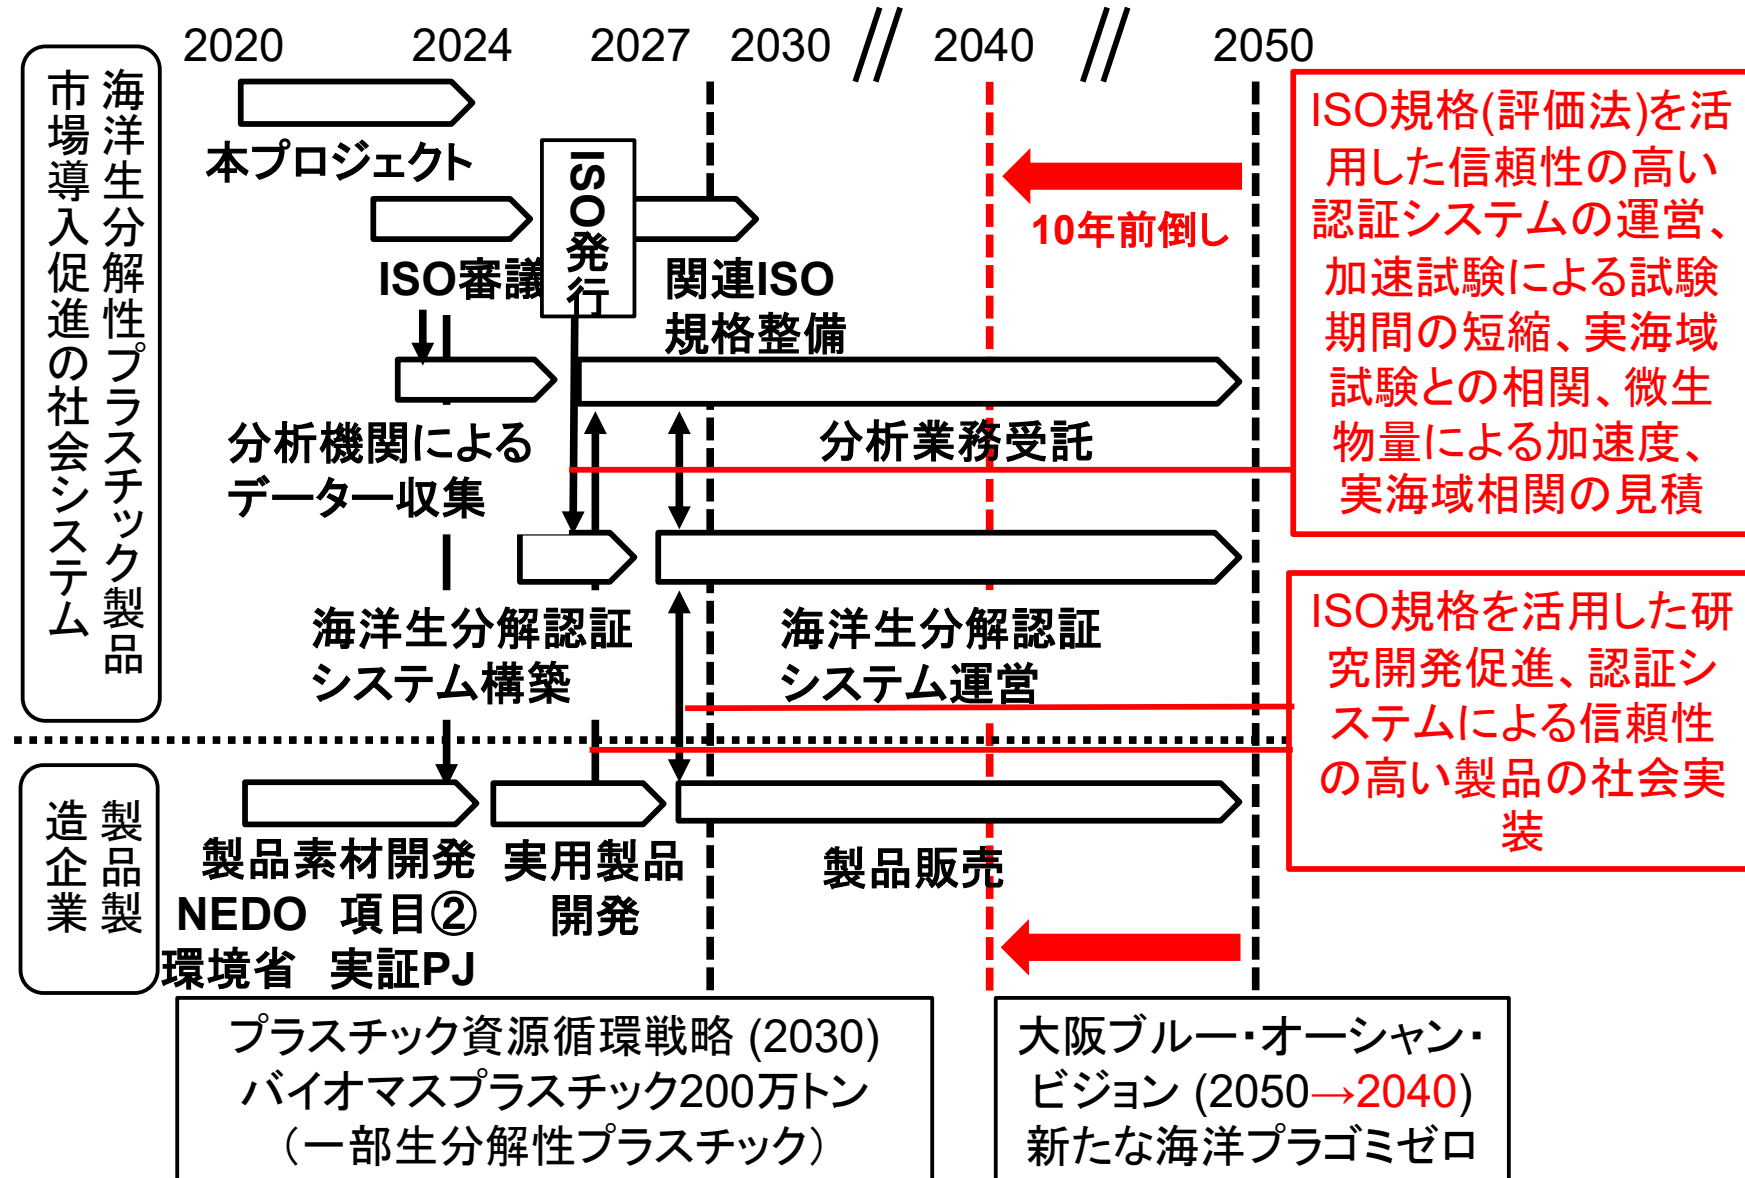 2020 2024 2027 2030 // 2040 // 2050
海洋生分解性プラスチック製品
市場導入促進の社会システム
本プロジェクト
ISO発行
ISO審議
関連ISO
規格整備
10年前倒し
分析機関による
データー収集
分析業務受託
海洋生分解認証
システム構築
海洋生分解認証
システム運営
ISO規格(評価法)を活
用した信頼性の高い
認証システムの運営、
加速試験による試験
期間の短縮、実海域
試験との相関、微生
物量による加速度、
実海域相関の見積
ISO規格を活用した研
究開発促進、認証シ
ステムによる信頼性
の高い製品の社会実
装
製品製
造企業
製品素材開発
NEDO 項目②
環境省 実証PJ
実用製品
開発
製品販売
プラスチック資源循環戦略 (2030)
バイオマスプラスチック200万トン
（一部生分解性プラスチック）
大阪ブルー・オーシャン・
ビジョン (2050→2040)
新たな海洋プラゴミゼロ